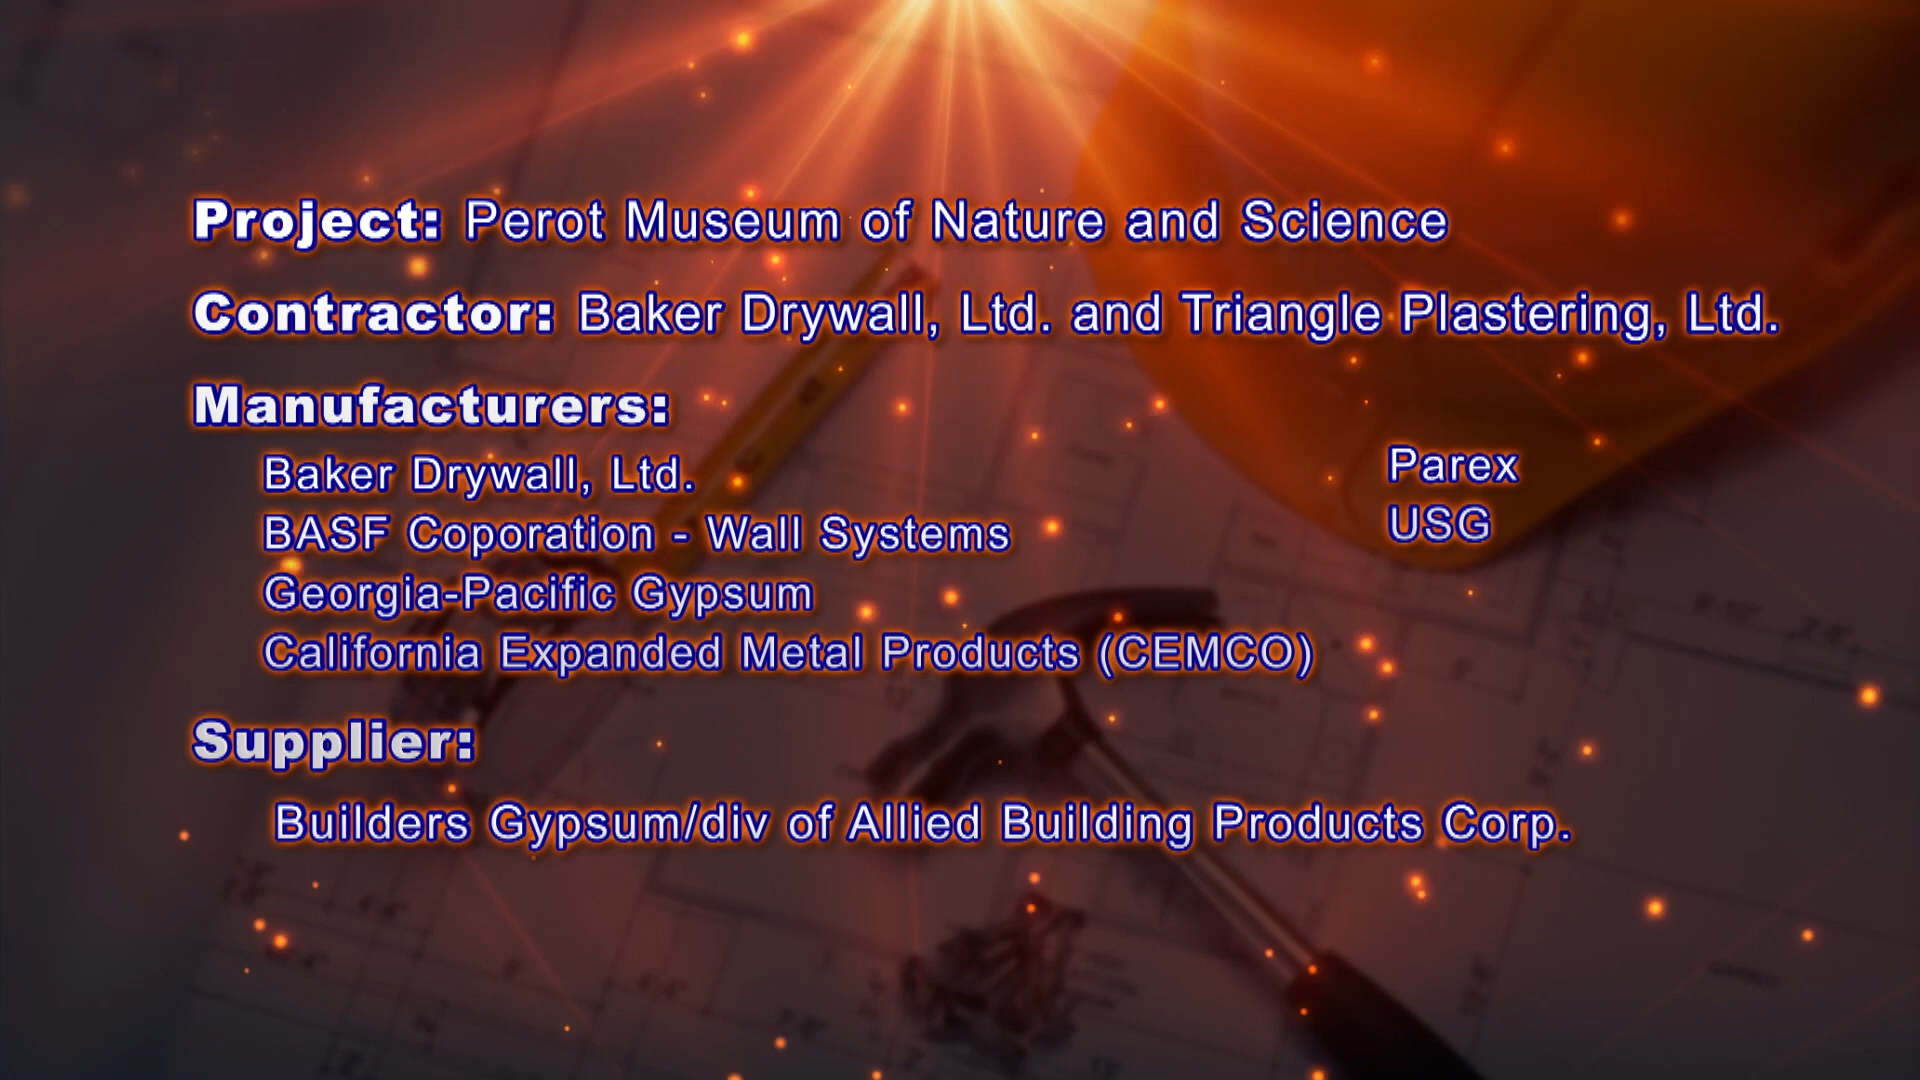 Project: Perot Museum of Nature and Science
Contractor: Baker Drywall, Ltd. and Triangle Plastering, Ltd.
Manufacturers:
Baker Drywall, Ltd.
BASF Coporation - Wall Systems
Georgia-Pacific Gypsum
California Expanded Metal Products (CEMCO)
Parex
USG
Supplier:
Builders Gypsum/div of Allied Building Products Corp.